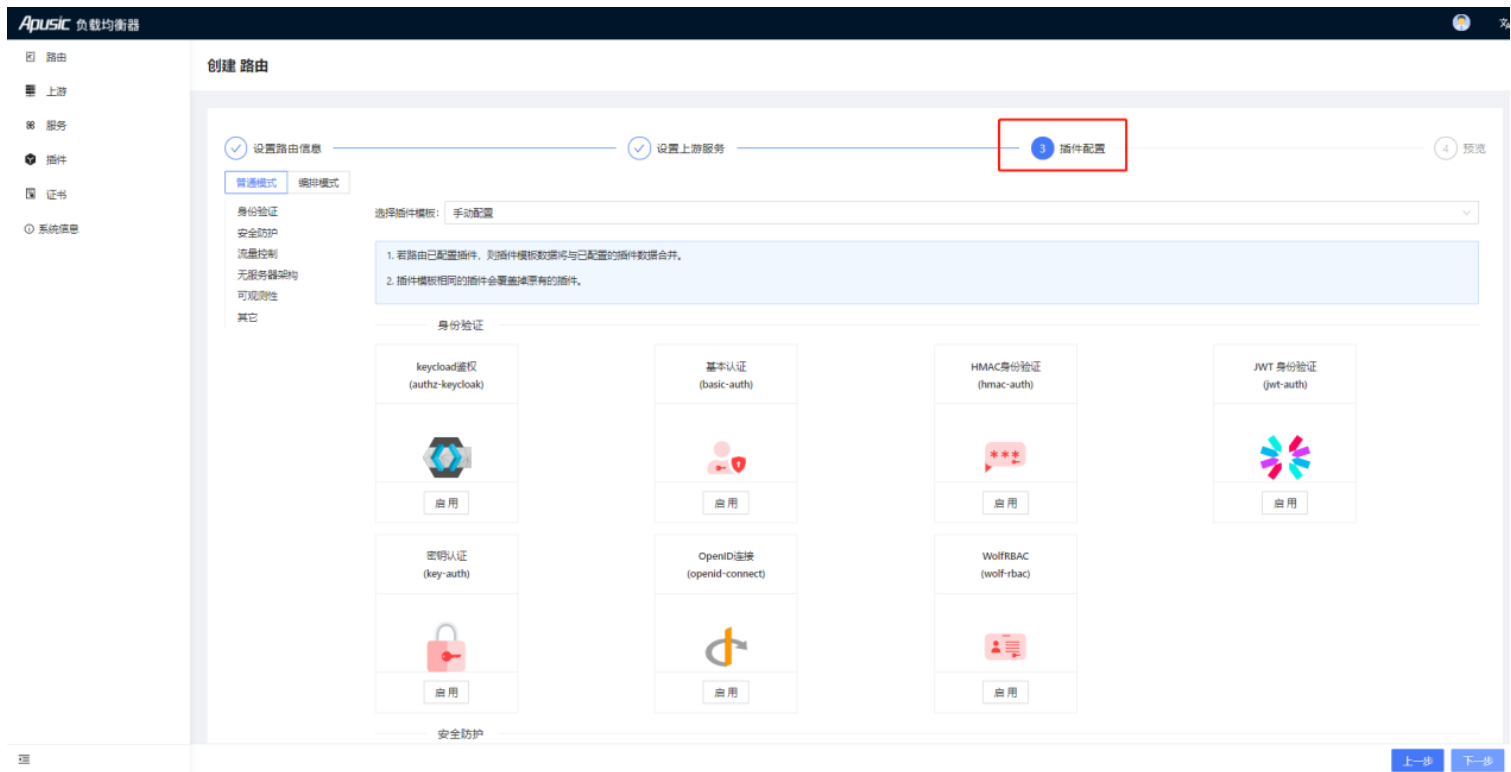 Apusic 负载均衡器
路由
上游
服务
插件
证书
系统信息
创建 路由
设置路由信息
设置上游服务
3 插件配置
4 预览
普通模式 编排模式
身份验证
安全防护
流量控制
无服务器架构
可观测性
其它
选择插件模板： 手动配置
1. 若路由已配置插件，则插件模板数据将与已配置的插件数据合并。
2. 插件模板相同的插件会覆盖掉原有的插件。
身份验证
keycload鉴权
(authz-keycloak)
启 用
基本认证
(basic-auth)
启 用
HMAC身份验证
(hmac-auth)
启 用
JWT 身份验证
(jwt-auth)
启 用
密钥认证
(key-auth)
启 用
OpenID连接
(openid-connect)
启 用
WolfRBAC
(wolf-rbac)
启 用
安全防护
上一步 下一步